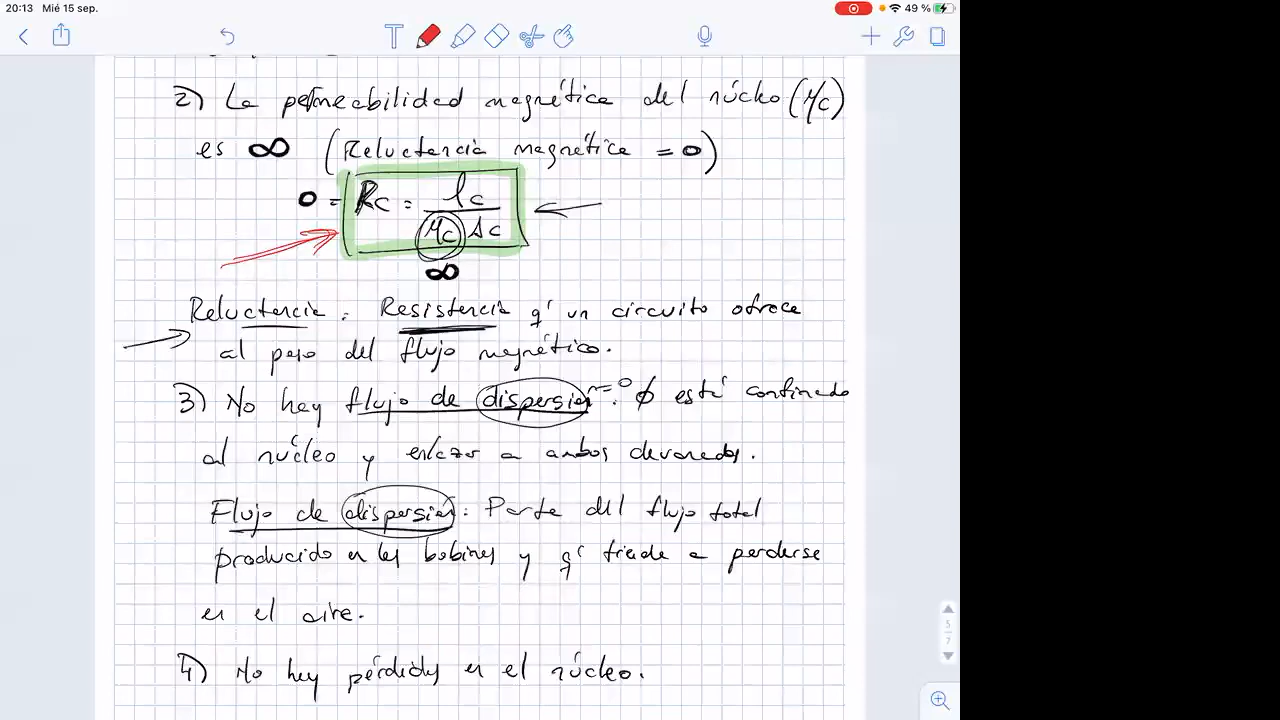 20:13 Mié 15 sep.
49 %
2) La permeabilidad magnética del núcleo (μc)
es ∞ (Reluctancia magnética = 0)
0 = Rc = lc / μc Ac
∞
Reluctancia: Resistencia q' un circuito ofrece
al paso del flujo magnético.
3) No hay flujo de dispersión = 0 : ϕ está confinado
al núcleo y enlaza a ambos devanados.
Flujo de dispersión: Parte del flujo total
producido en las bobinas y q' tiende a perderse
en el aire.
4) No hay pérdidas en el núcleo.
5
7